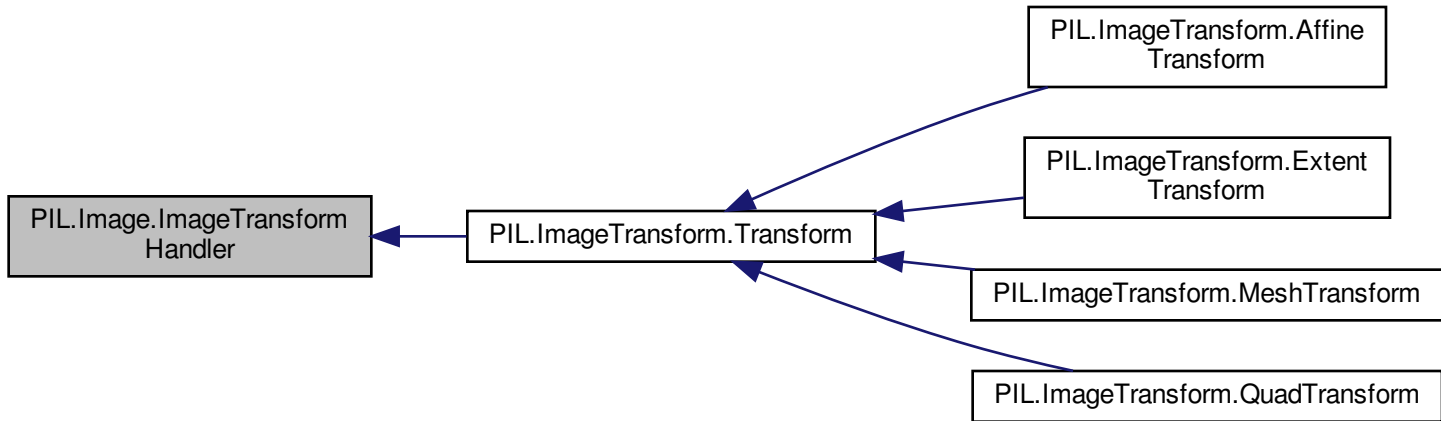 PIL.Image.ImageTransform
Handler
PIL.ImageTransform.Transform
PIL.ImageTransform.Affine
Transform
PIL.ImageTransform.Extent
Transform
PIL.ImageTransform.MeshTransform
PIL.ImageTransform.QuadTransform